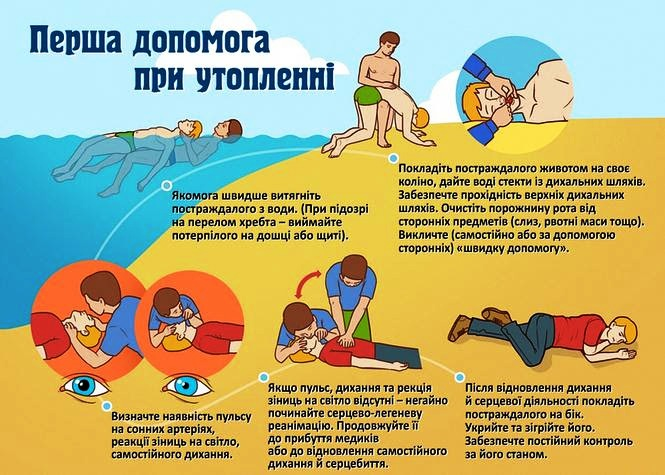 Перша допомога
при утопленні
Якомога швидше витягніть
постраждалого з води. (При підозрі
на перелом хребта – виймайте
потерпілого на дошці або щиті).
Покладіть постраждалого животом на своє
коліно, дайте воді стекти із дихальних шляхів.
Забезпечте прохідність верхніх дихальних
шляхів. Очистіть порожнину рота від
сторонніх предметів (слиз, рвотні маси тощо).
Викличте (самостійно або за допомогою
сторонніх) «швидку допомогу».
Визначте наявність пульсу
на сонних артеріях,
реакції зіниць на світло,
самостійного дихання.
Якщо пульс, дихання та рекція
зіниць на світло відсутні – негайно
починайте серцево-легеневу
реанімацію. Продовжуйте її
до прибуття медиків
або до відновлення самостійного
дихання й серцебиття.
Після відновлення дихання
й серцевої діяльності покладіть
постраждалого на бік.
Укрийте та зігрійте його.
Забезпечте постійний контроль
за його станом.